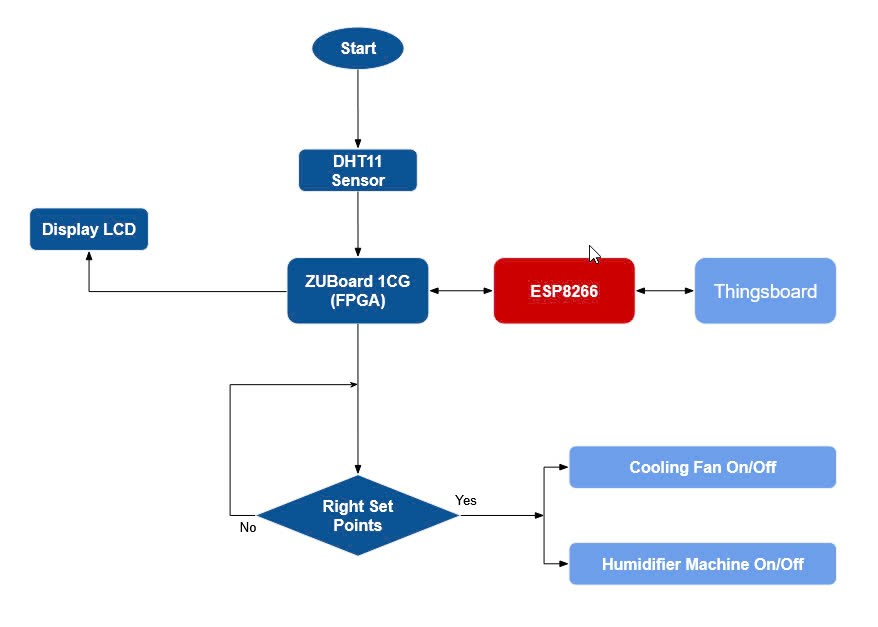 Start
DHT11
Sensor
Display LCD
ZUBoard 1CG
(FPGA)
ESP8266
Thingsboard
Cooling Fan On/Off
Yes
Right Set
Points
No
Humidifier Machine On/Off